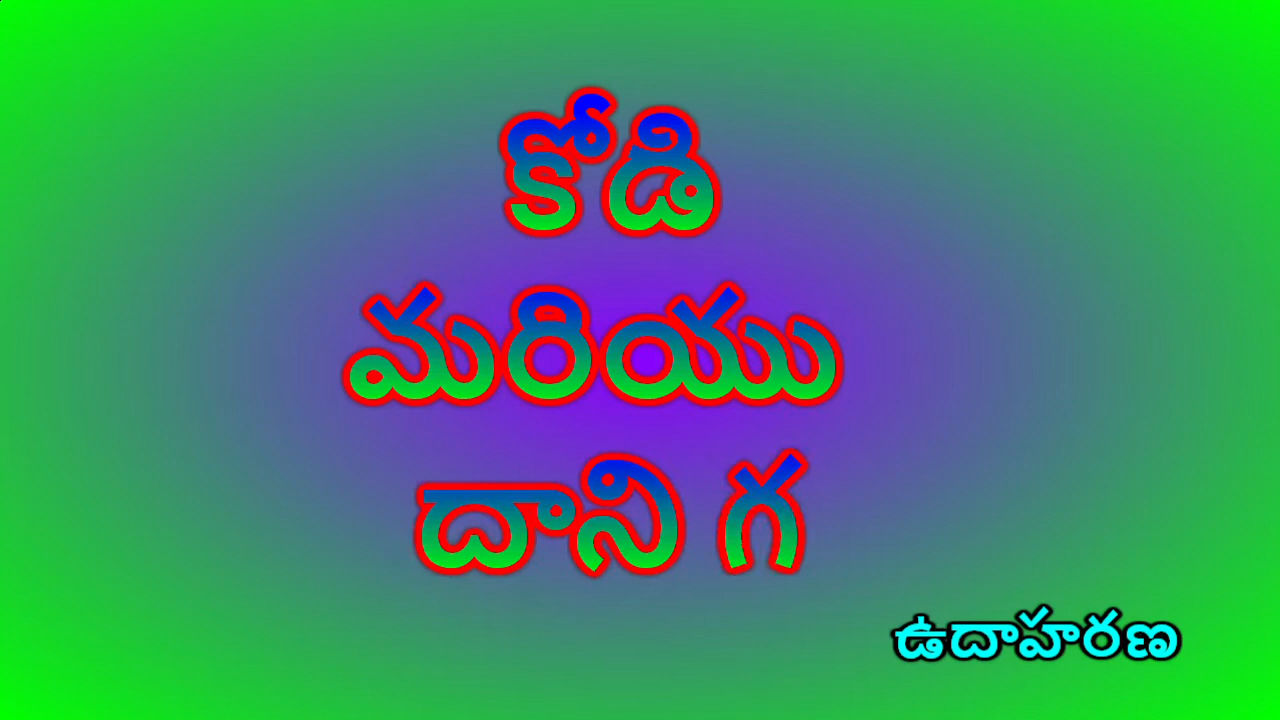 కోడి
మరియు
దాని గ
ఉదాహరణ